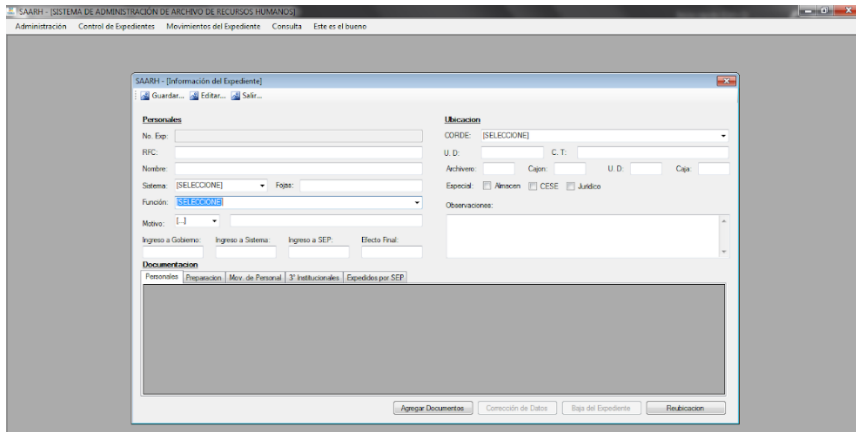 SAARH - [SISTEMA DE ADMINISTRACIÓN DE ARCHIVO DE RECURSOS HUMANOS]
Administración Control de Expedientes Movimientos del Expediente Consulta Este es el bueno
SAARH - [Información del Expediente]
Guardar... Editar... Salir...
Personales
No. Exp:
RFC:
Nombre:
Sistema: [SELECCIONE] Fojas:
Función: [SELECCIONE]
Motivo: [...]
Ingreso a Gobierno: Ingreso a Sistema: Ingreso a SEP: Efecto Final:
Ubicacion
CORDE: [SELECCIONE]
U. D: C. T:
Archivero: Cajon: U. D: Caja:
Especial: Almacen CESE Juridico
Observaciones:
Documentacion
Personales Preparacion Mov. de Personal 3° Institucionales Expedidos por SEP
Agregar Documentos Corrección de Datos Baja del Expediente Reubicacion